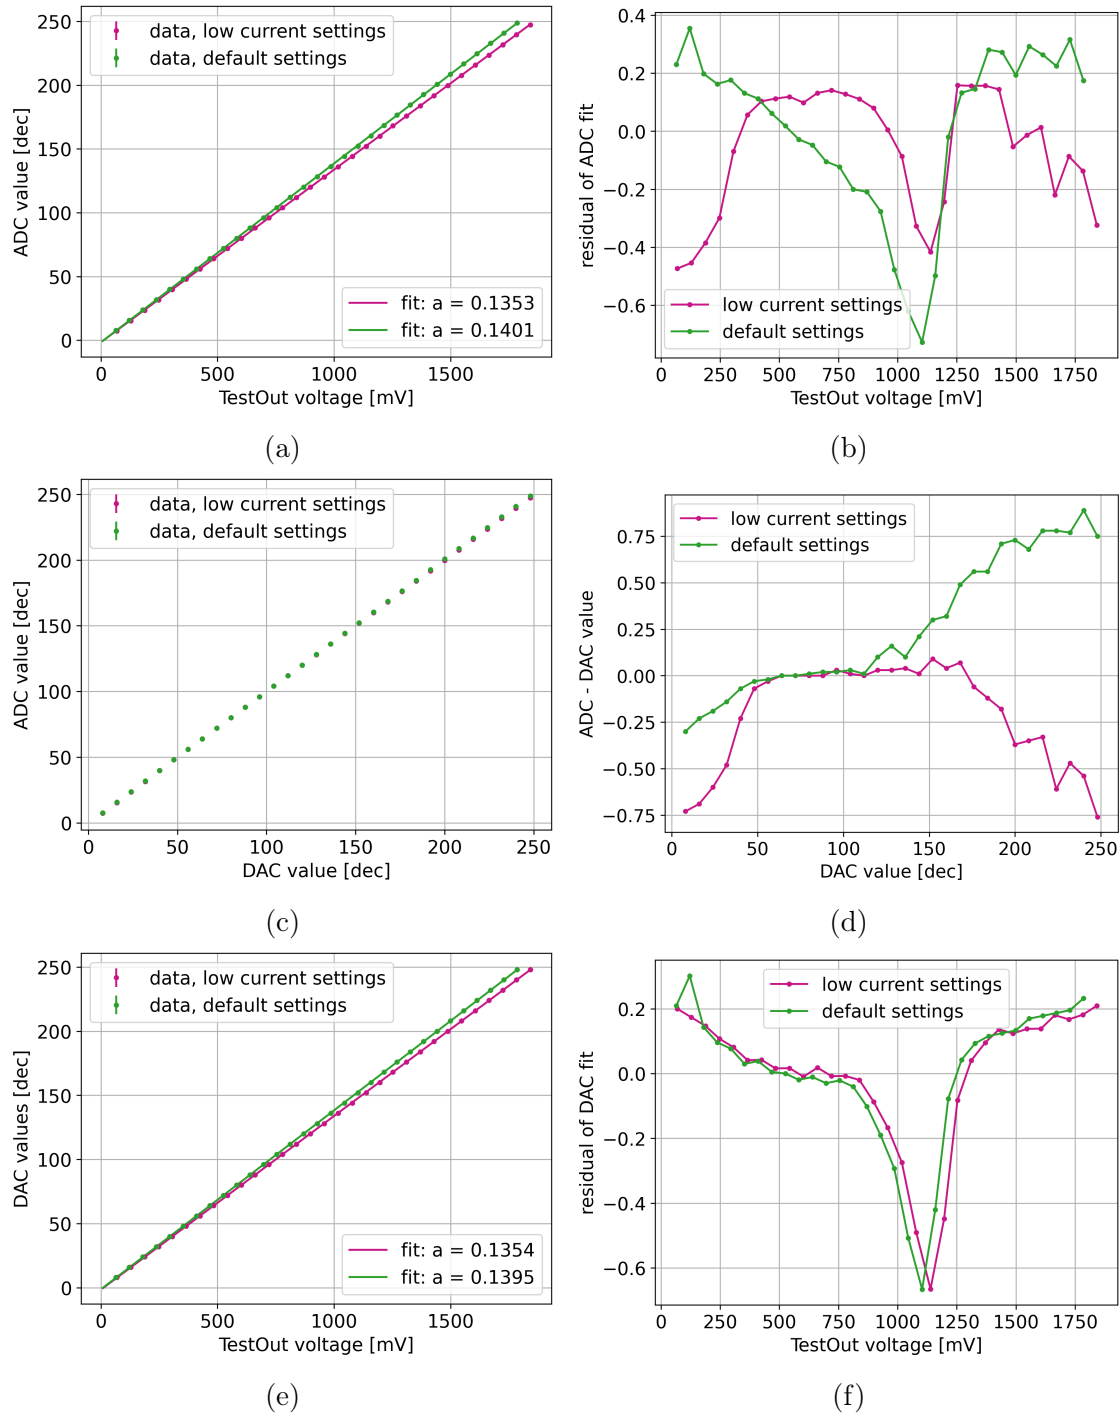 250
200
150
100
50
0
ADC value [dec]
data, low current settings
data, default settings
fit: a = 0.1353
fit: a = 0.1401
0 500 1000 1500
TestOut voltage [mV]
(a)
0.4
0.2
0.0
−0.2
−0.4
−0.6
residual of ADC fit
low current settings
default settings
0 250 500 750 1000 1250 1500 1750
TestOut voltage [mV]
(b)
250
200
150
100
50
0
ADC value [dec]
data, low current settings
data, default settings
0 50 100 150 200 250
DAC value [dec]
(c)
0.75
0.50
0.25
0.00
−0.25
−0.50
−0.75
ADC - DAC value
low current settings
default settings
0 50 100 150 200 250
DAC value [dec]
(d)
250
200
150
100
50
0
DAC values [dec]
data, low current settings
data, default settings
fit: a = 0.1354
fit: a = 0.1395
0 500 1000 1500
TestOut voltage [mV]
(e)
0.2
0.0
−0.2
−0.4
−0.6
residual of DAC fit
low current settings
default settings
0 250 500 750 1000 1250 1500 1750
TestOut voltage [mV]
(f)